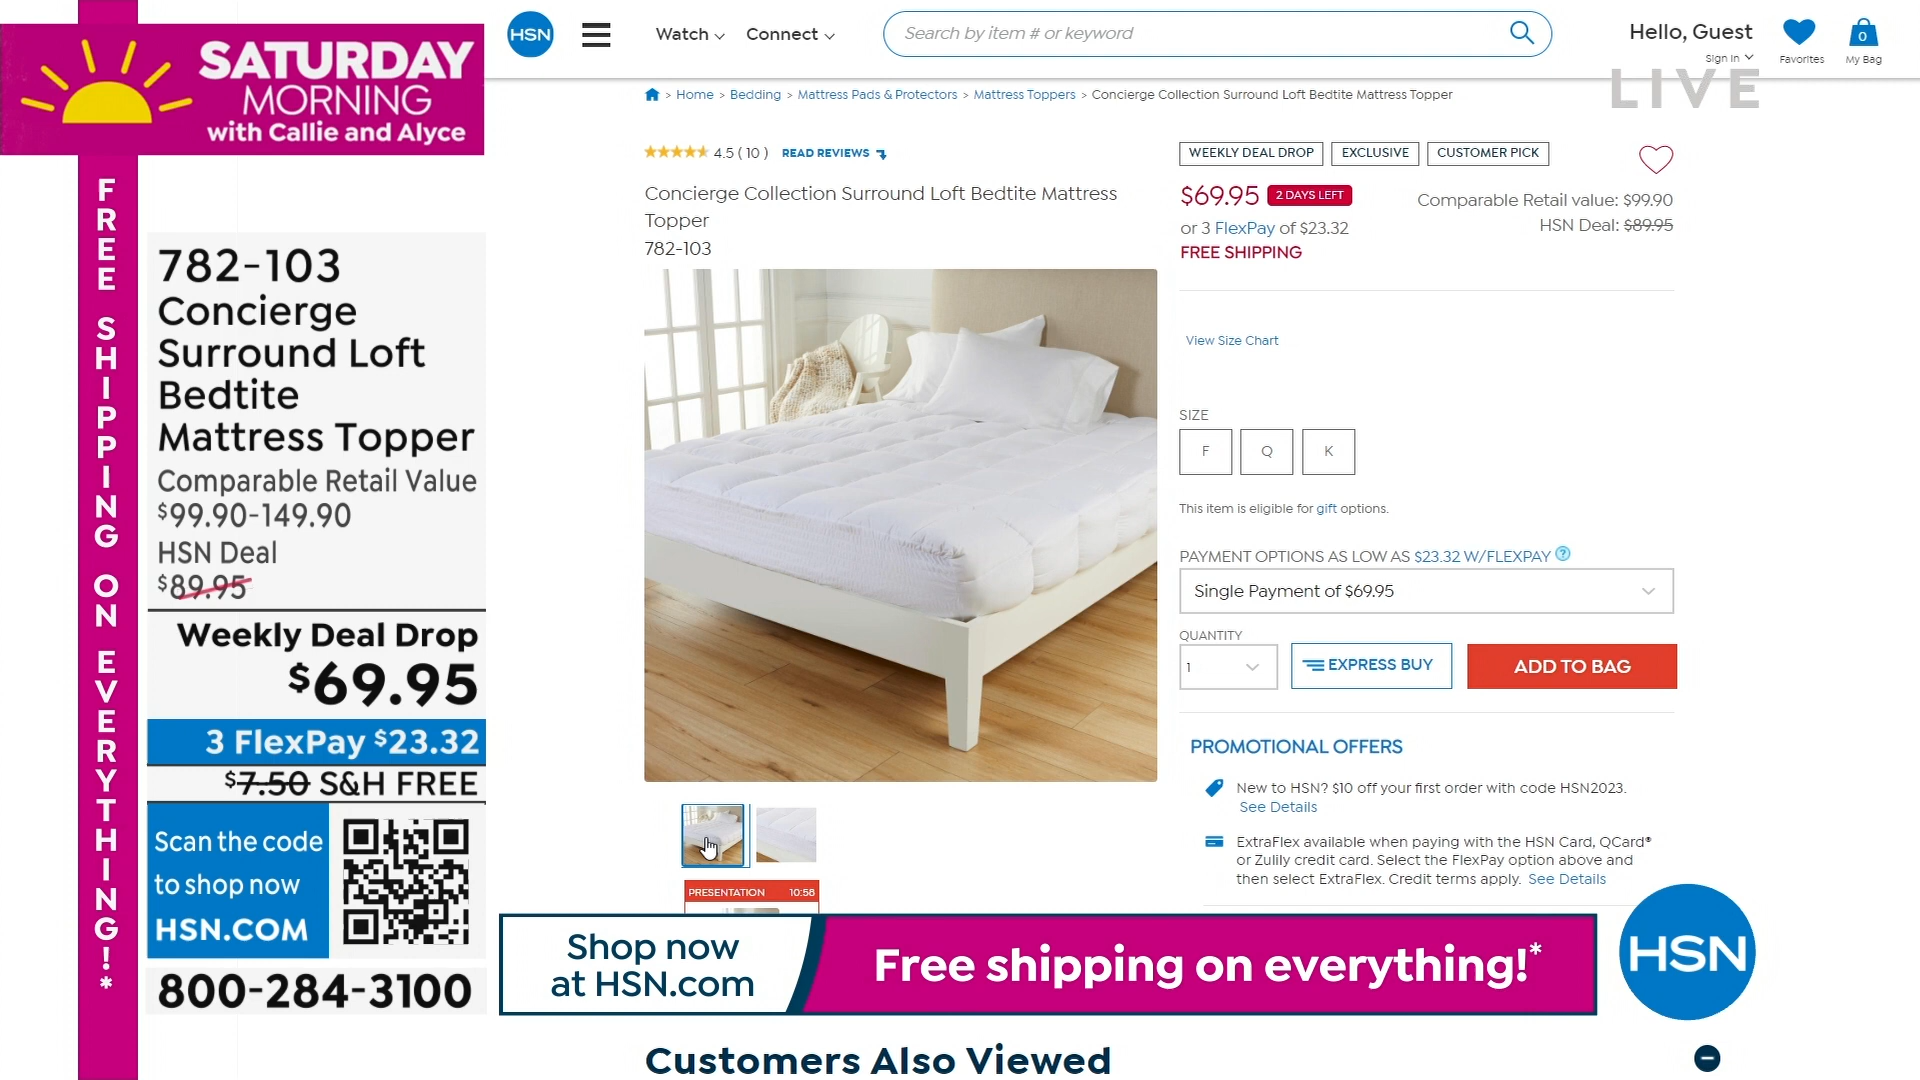 SATURDAY
MORNING
with Callie and Alyce
FREE SHIPPING ON EVERYTHING!*
782-103
Concierge
Surround Loft
Bedtite
Mattress Topper
Comparable Retail Value
$99.90-149.90
HSN Deal
$89.95
Weekly Deal Drop
$69.95
3 FlexPay $23.32
$7.50 S&H FREE
Scan the code
to shop now
HSN.COM
800-284-3100
HSN
Watch
Connect
Search by item # or keyword
Hello, Guest
Sign In
Favorites
0
My Bag
LIVE
> Home > Bedding > Mattress Pads & Protectors > Mattress Toppers > Concierge Collection Surround Loft Bedtite Mattress Topper
4.5 ( 10 ) READ REVIEWS
Concierge Collection Surround Loft Bedtite Mattress
Topper
782-103
PRESENTATION 10:58
WEEKLY DEAL DROP
EXCLUSIVE
CUSTOMER PICK
$69.95 2 DAYS LEFT
Comparable Retail value: $99.90
HSN Deal: $89.95
or 3 FlexPay of $23.32
FREE SHIPPING
View Size Chart
SIZE
F
Q
K
This item is eligible for gift options.
PAYMENT OPTIONS AS LOW AS $23.32 W/FLEXPAY ?
Single Payment of $69.95
QUANTITY
1
EXPRESS BUY
ADD TO BAG
PROMOTIONAL OFFERS
New to HSN? $10 off your first order with code HSN2023.
See Details
ExtraFlex available when paying with the HSN Card, QCard®
or Zulily credit card. Select the FlexPay option above and
then select ExtraFlex. Credit terms apply. See Details
Shop now
at HSN.com
Free shipping on everything!*
HSN
Customers Also Viewed